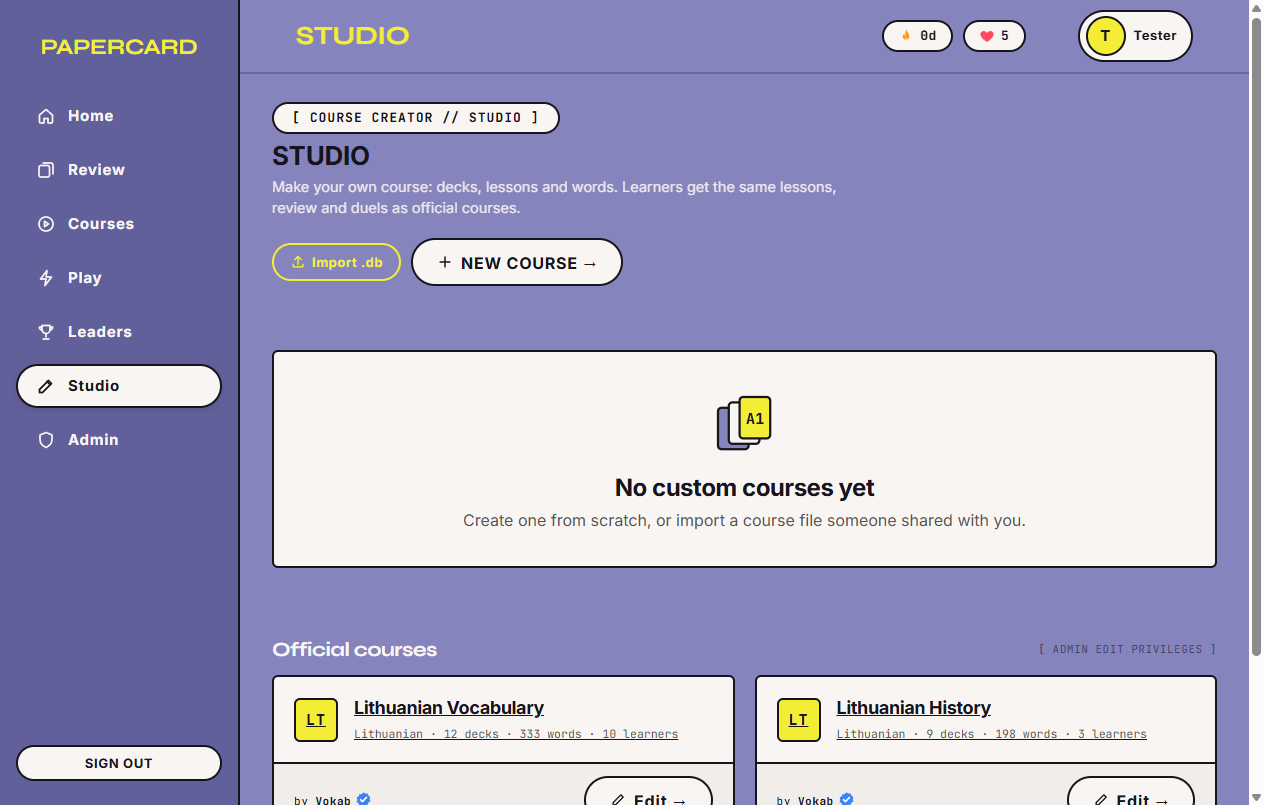 PAPERCARD
STUDIO
0d
5
T
Tester
Home
Review
Courses
Play
Leaders
Studio
Admin
SIGN OUT
[ COURSE CREATOR // STUDIO ]
STUDIO
Make your own course: decks, lessons and words. Learners get the same lessons,
review and duels as official courses.
Import .db
+ NEW COURSE →
A1
No custom courses yet
Create one from scratch, or import a course file someone shared with you.
Official courses
[ ADMIN EDIT PRIVILEGES ]
LT
Lithuanian Vocabulary
Lithuanian · 12 decks · 333 words · 10 learners
by Vokab
Edit →
LT
Lithuanian History
Lithuanian · 9 decks · 198 words · 3 learners
by Vokab
Edit →